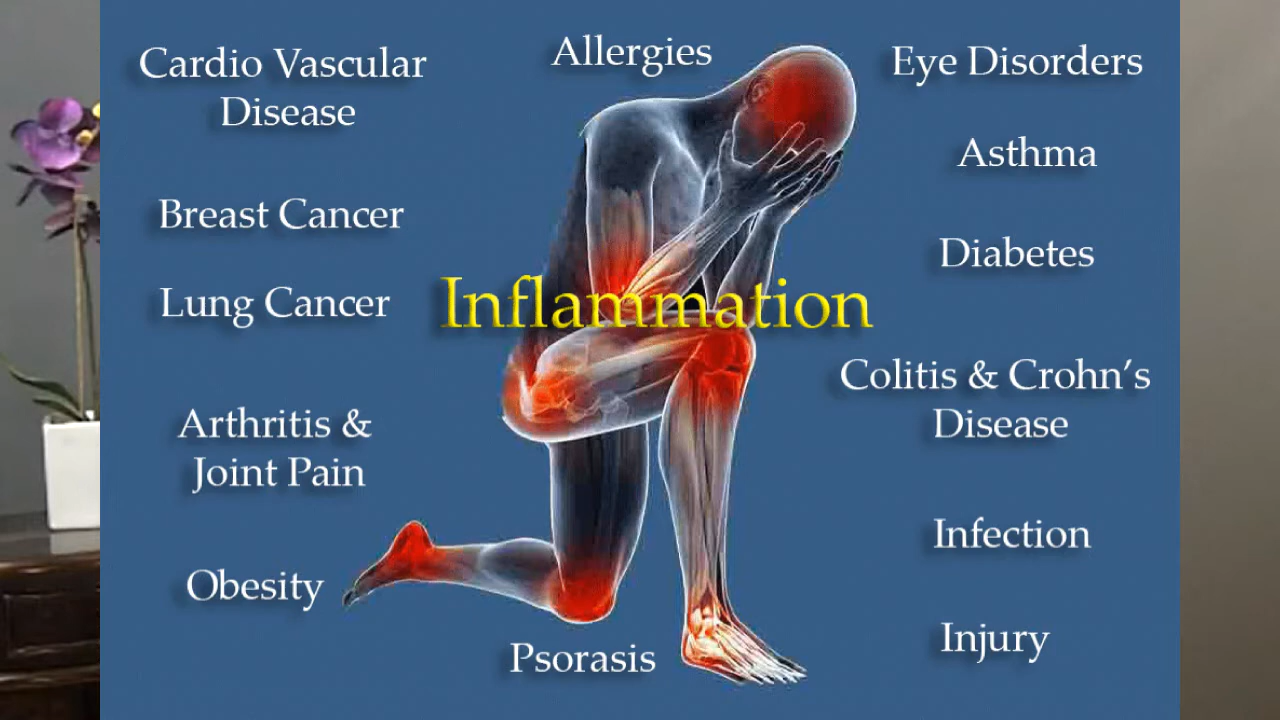 Cardio Vascular
Disease
Allergies
Eye Disorders
Asthma
Breast Cancer
Diabetes
Lung Cancer
Inflammation
Colitis & Crohn’s
Disease
Arthritis &
Joint Pain
Infection
Obesity
Injury
Psorasis